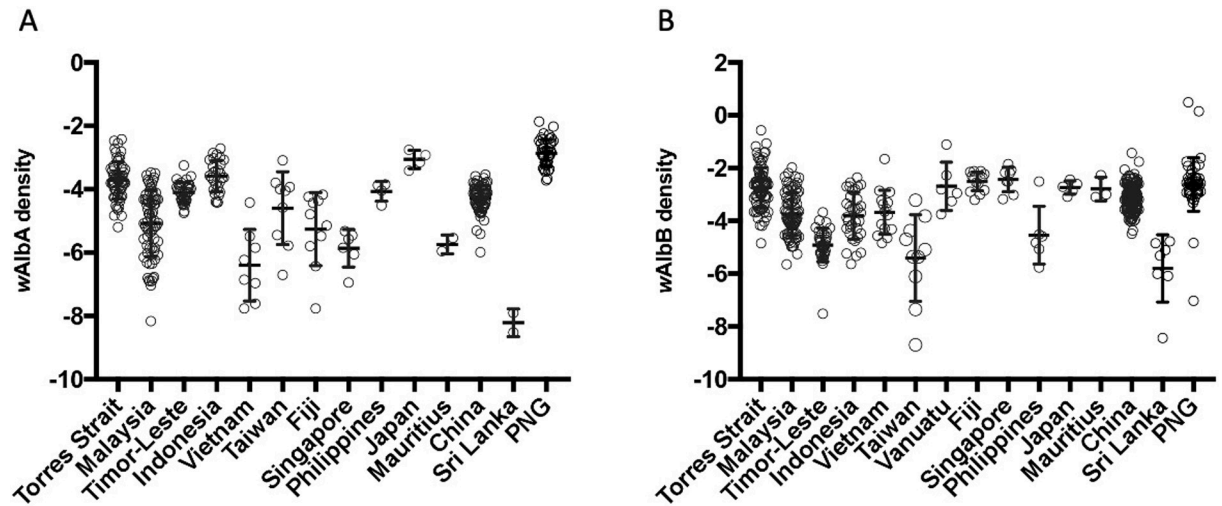 A
wAlbA density
0
-2
-4
-6
-8
-10
Torres Strait
Malaysia
Timor-Leste
Indonesia
Vietnam
Taiwan
Fiji
Singapore
Philippines
Japan
Mauritius
China
Sri Lanka
PNG
B
wAlbB density
2
0
-2
-4
-6
-8
-10
Torres Strait
Malaysia
Timor-Leste
Indonesia
Vietnam
Taiwan
Vanuatu
Fiji
Singapore
Philippines
Japan
Mauritius
China
Sri Lanka
PNG